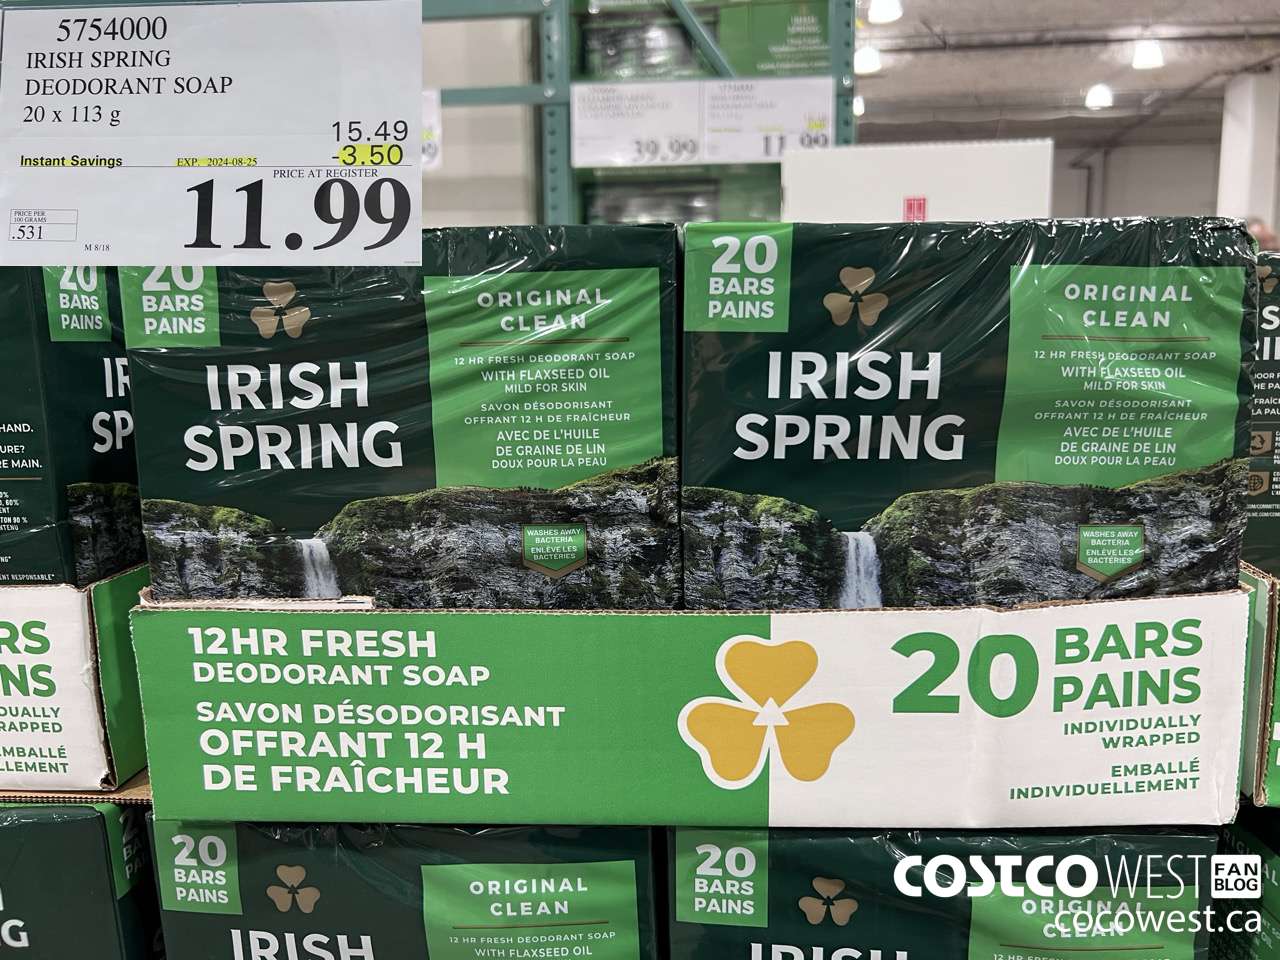 5754000
IRISH SPRING
DEODORANT SOAP
20 x 113 g
15.49
Instant Savings
EXP. 2024-08-25
-3.50
PRICE AT REGISTER
11.99
PRICE PER
100 GRAMS
.531
M 8/18
39.99
11.99
20
BARS
PAINS
20
BARS
PAINS
IRISH
SPRING
ORIGINAL
CLEAN
12 HR FRESH DEODORANT SOAP
WITH FLAXSEED OIL
MILD FOR SKIN
SAVON DÉSODORISANT
OFFRANT 12 H DE FRAÎCHEUR
AVEC DE L'HUILE
DE GRAINE DE LIN
DOUX POUR LA PEAU
WASHES AWAY
BACTERIA
ENLÈVE LES
BACTÉRIES
20
BARS
PAINS
IRISH
SPRING
ORIGINAL
CLEAN
12 HR FRESH DEODORANT SOAP
WITH FLAXSEED OIL
MILD FOR SKIN
SAVON DÉSODORISANT
OFFRANT 12 H DE FRAÎCHEUR
AVEC DE L'HUILE
DE GRAINE DE LIN
DOUX POUR LA PEAU
WASHES AWAY
BACTERIA
ENLÈVE LES
BACTÉRIES
12HR FRESH
DEODORANT SOAP
SAVON DÉSODORISANT
OFFRANT 12 H
DE FRAÎCHEUR
20 BARS
PAINS
INDIVIDUALLY
WRAPPED
EMBALLÉ
INDIVIDUELLEMENT
20
BARS
PAINS
IRISH
ORIGINAL
CLEAN
12 HR FRESH DEODORANT SOAP
WITH FLAXSEED OIL
20
BARS
PAINS
IRISH
ORIGINAL
CLEAN
COSTCO WEST FAN BLOG
cocowest.ca